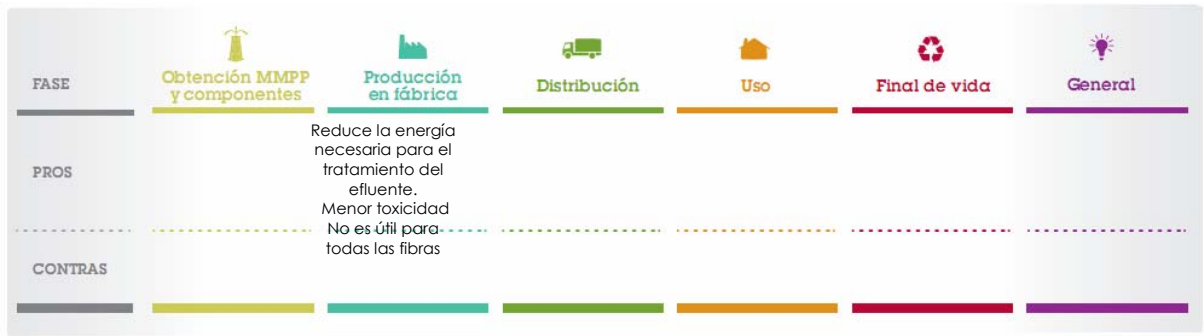 FASE
Obtención MMPP
y componentes
Producción
en fábrica
Distribución
Uso
Final de vida
General
PROS
Reduce la energía
necesaria para el
tratamiento del
efluente.
Menor toxicidad
No es útil para
todas las fibras
CONTRAS